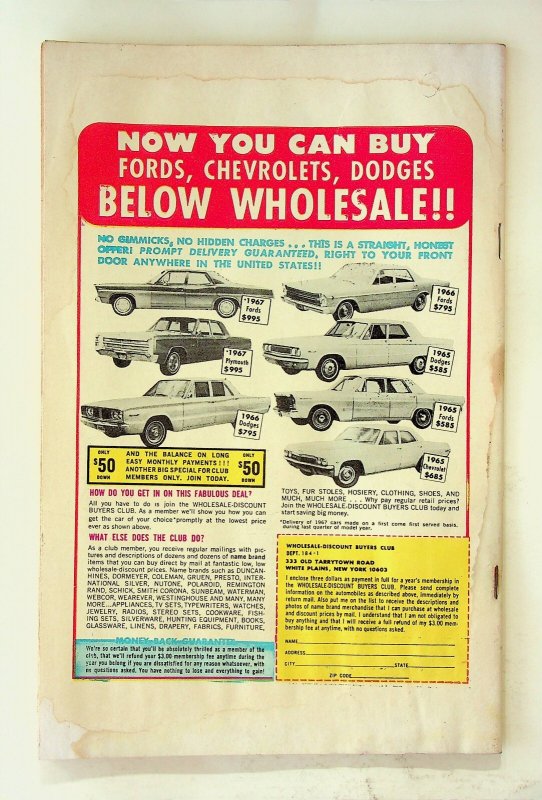 NOW YOU CAN BUY
FORDS, CHEVROLETS, DODGES
BELOW WHOLESALE!!
NO GIMMICKS, NO HIDDEN CHARGES ... THIS IS A STRAIGHT, HONEST
OFFER! PROMPT DELIVERY GUARANTEED, RIGHT TO YOUR FRONT
DOOR ANYWHERE IN THE UNITED STATES!!
*1967
Fords
$995
1966
Fords
$795
*1967
Plymouth
$995
1965
Dodges
$585
1966
Dodges
$795
1965
Fords
$585
1965
Chevrolet
$685
ONLY
$50
DOWN
AND THE BALANCE ON LONG
EASY MONTHLY PAYMENTS!!!
ANOTHER BIG SPECIAL FOR CLUB
MEMBERS ONLY. JOIN TODAY.
ONLY
$50
DOWN
HOW DO YOU GET IN ON THIS FABULOUS DEAL?
All you have to do is join the WHOLESALE-DISCOUNT
BUYERS CLUB. As a member we'll show you how you can
get the car of your choice*promptly at the lowest price
ever as shown above.
WHAT ELSE DOES THE CLUB DO?
As a club member, you receive regular mailings with pic-
tures and descriptions of dozens and dozens of name brand
items that you can buy direct by mail at fantastic low, low
wholesale-discount prices. Name brands such as DUNCAN-
HINES, DORMEYER, COLEMAN, GRUEN, PRESTO, INTER-
NATIONAL SILVER, NUTONE, POLAROID, REMINGTON
RAND, SCHICK, SMITH CORONA, SUNBEAM, WATERMAN,
WEBCOR, WEAREVER, WESTINGHOUSE AND MANY, MANY
MORE...APPLIANCES, TV SETS, TYPEWRITERS, WATCHES,
JEWELRY, RADIOS, STEREO SETS, COOKWARE, FISH-
ING SETS, SILVERWARE, HUNTING EQUIPMENT, BOOKS,
GLASSWARE, LINENS, DRAPERY, FABRICS, FURNITURE,
TOYS, FUR STOLES, HOSIERY, CLOTHING, SHOES, AND
MUCH, MUCH MORE . . . Why pay regular retail prices?
Join the WHOLESALE-DISCOUNT BUYERS CLUB today and
start saving big money.
*Delivery of 1967 cars made on a first come first served basis,
during last quarter of model year.
MONEY-BACK GUARANTEE
We're so certain that you'll be absolutely thrilled as a member of the
club, that we'll refund your $3.00 membership fee anytime during the
year you belong if you are dissatisfied for any reason whatsoever, with
no questions asked. You have nothing to lose and everything to gain!
WHOLESALE-DISCOUNT BUYERS CLUB
DEPT. 184-1
333 OLD TARRYTOWN ROAD
WHITE PLAINS, NEW YORK 10603
I enclose three dollars as payment in full for a year's membership in
the WHOLESALE-DISCOUNT BUYERS CLUB. Please send complete
information on the automobiles as described above, immediately by
return mail. Also put me on the list to receive the descriptions and
photos of name brand merchandise that I can purchase at wholesale
and discount prices by mail. I understand that I am not obligated to
buy anything and that I will receive a full refund of my $3.00 mem-
bership fee at anytime, with no questions asked.
NAME
ADDRESS
CITY STATE
ZIP CODE